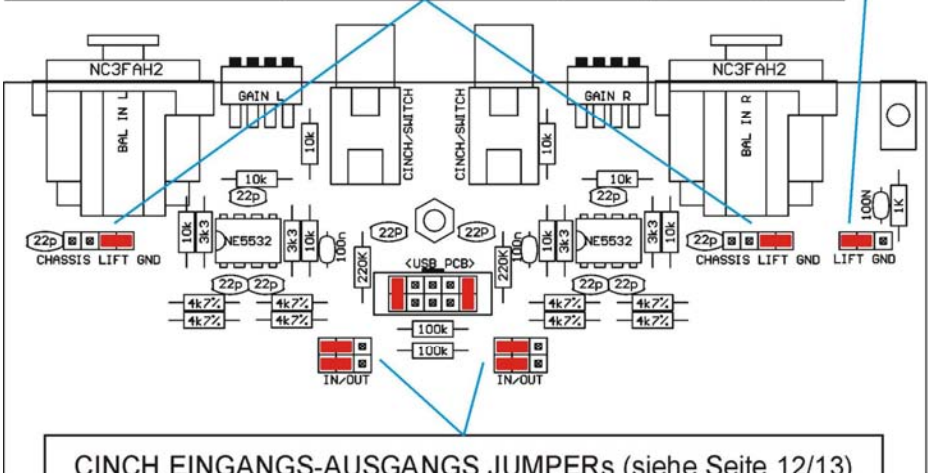 NC3FAH2
NC3FAH2
GAIN L
GAIN R
BAL IN L
CINCH/SWITCH
CINCH/SWITCH
BAL IN R
10k
10k
10k
22p
10k
22p
100N
1K
22p
10k
3k3
NE5532
3k3
10k
100n
22P
22P
100n
10k
3k3
NE5532
3k3
10k
22p
CHASSIS LIFT GND
220K
<USB PCB>
220K
CHASSIS LIFT GND
LIFT GND
22p
22p
22p
22p
4k7%
4k7%
4k7%
4k7%
4k7%
4k7%
4k7%
4k7%
100k
100k
IN/OUT
IN/OUT
CINCH EINGANGS-AUSGANGS JUMPERs (siehe Seite 12/13)